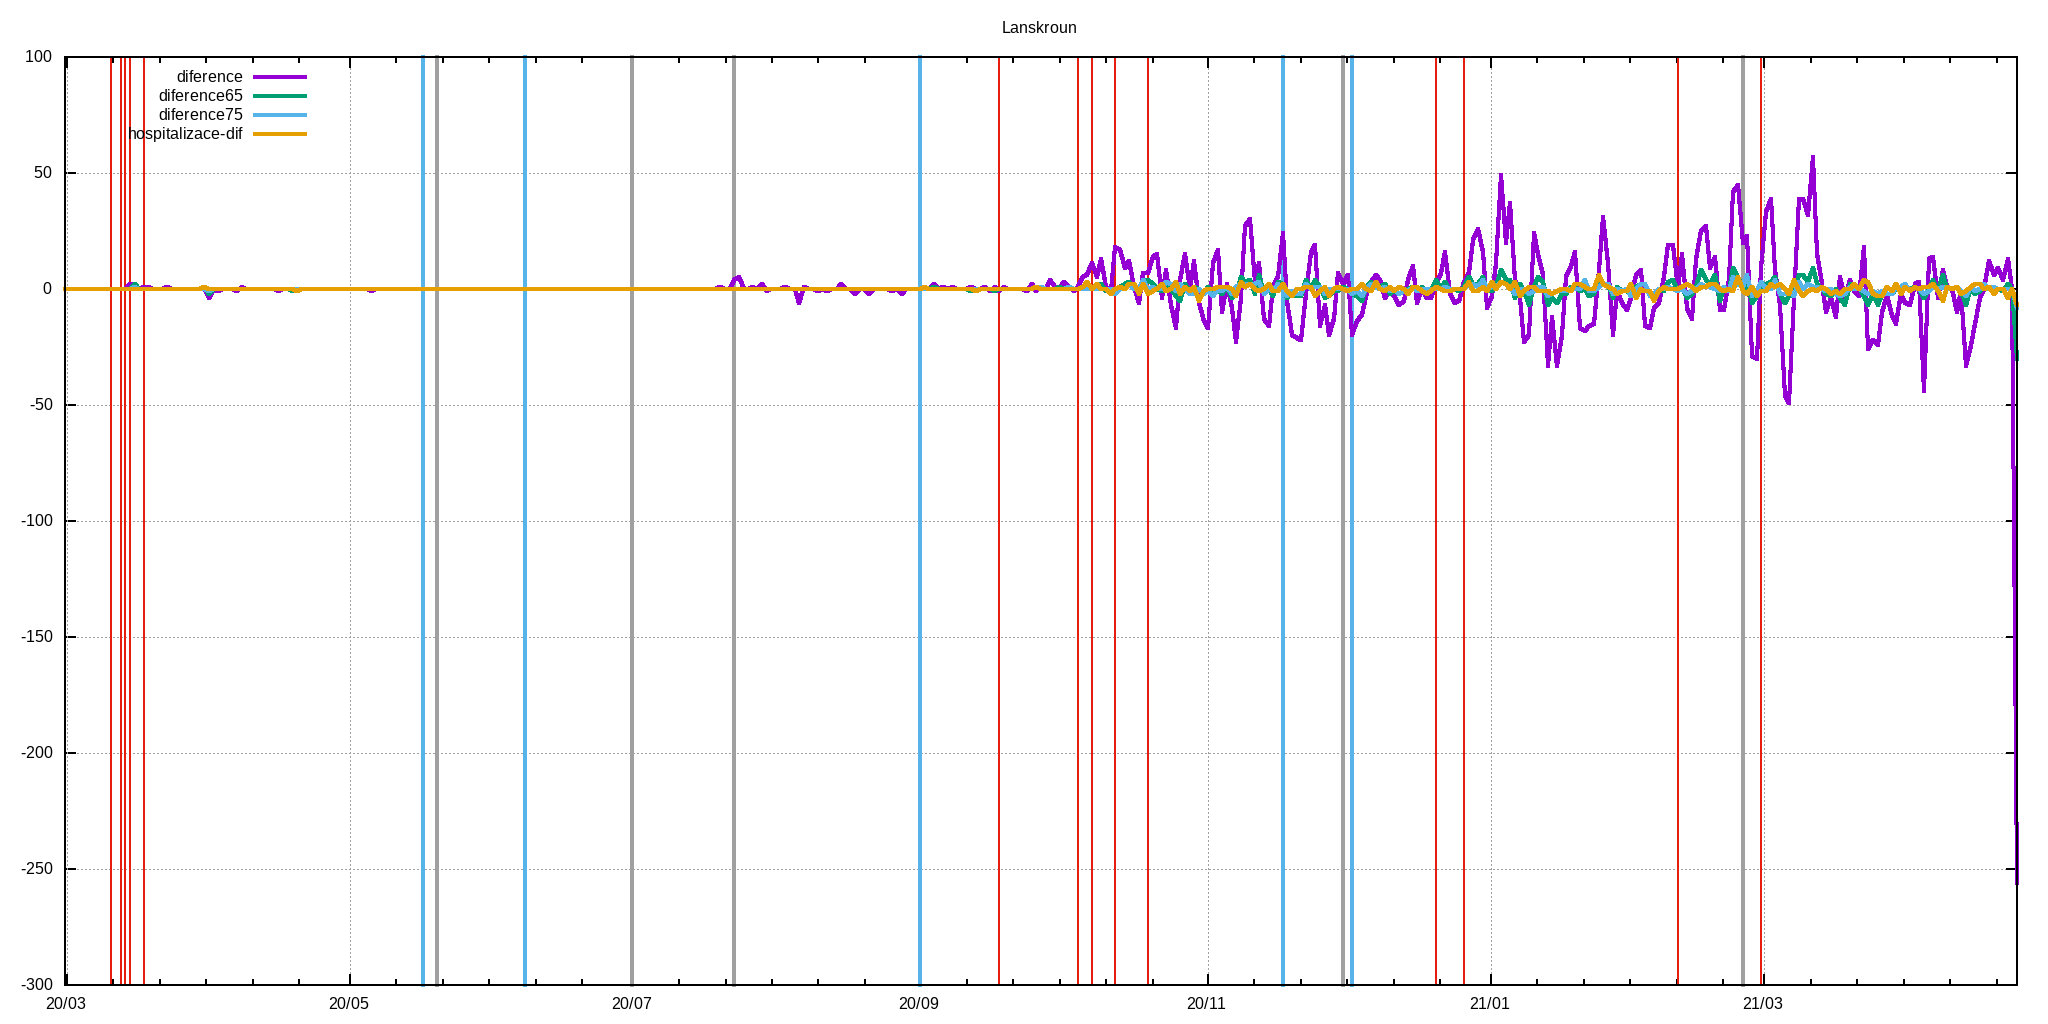 Lanskroun
100
diference
diference65
diference75
hospitalizace-dif
50
0
-50
-100
-150
-200
-250
-300
20/03 20/05 20/07 20/09 20/11 21/01 21/03